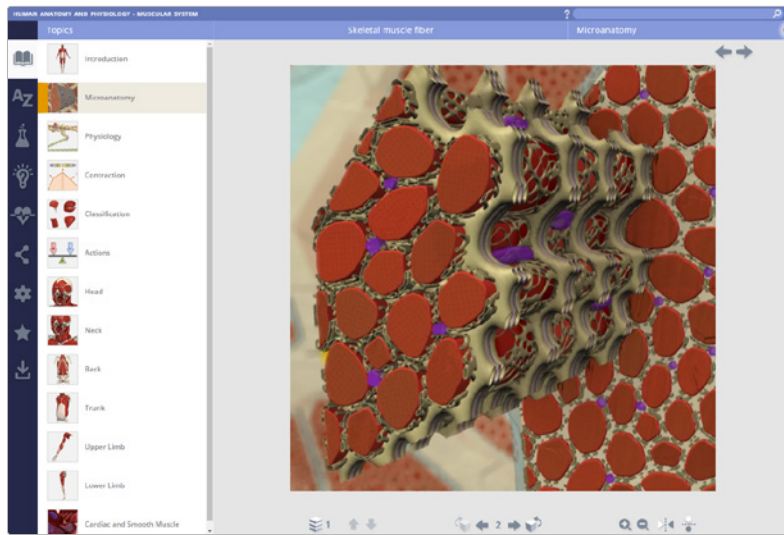 HUMAN ANATOMY AND PHYSIOLOGY - MUSCULAR SYSTEM
?
Topics
Skeletal muscle fiber
Microanatomy
Introduction
AZ
Microanatomy
Physiology
Contraction
Classification
Actions
Head
Neck
Back
Trunk
Upper Limb
Lower Limb
Cardiac and Smooth Muscle
1
2